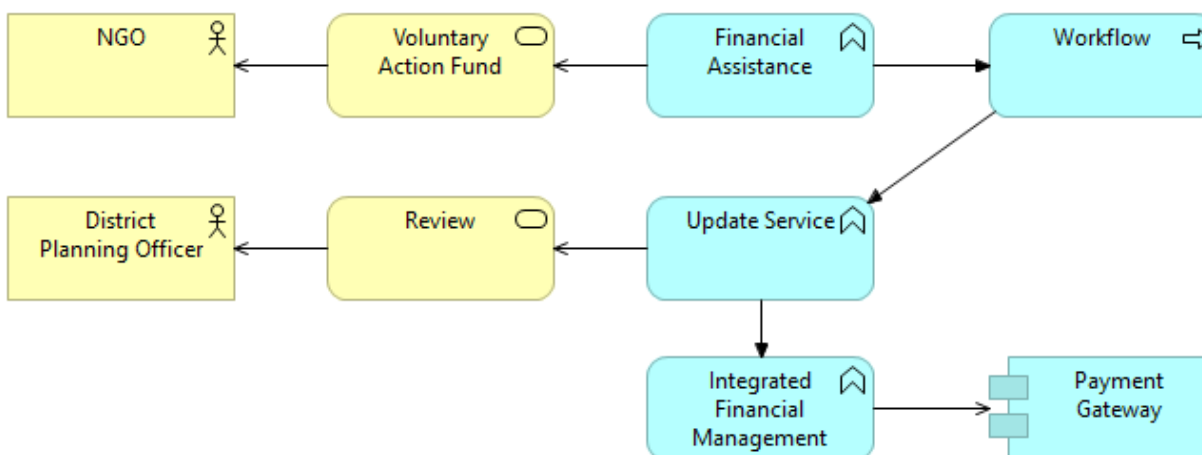 NGO
Voluntary
Action Fund
Financial
Assistance
Workflow
District
Planning Officer
Review
Update Service
Integrated
Financial
Management
Payment
Gateway